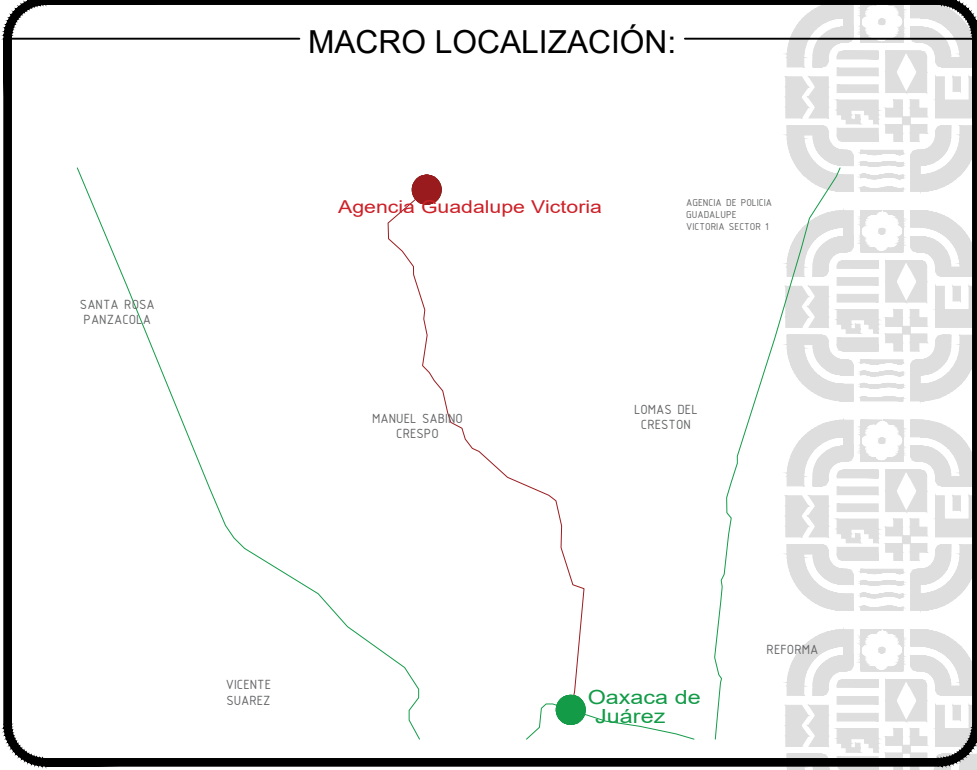 MACRO LOCALIZACIÓN:
Agencia Guadalupe Victoria
AGENCIA DE POLICIA
GUADALUPE
VICTORIA SECTOR 1
SANTA ROSA
PANZACOLA
MANUEL SABINO
CRESPO
LOMAS DEL
CRESTON
REFORMA
VICENTE
SUAREZ
Oaxaca de
Juárez